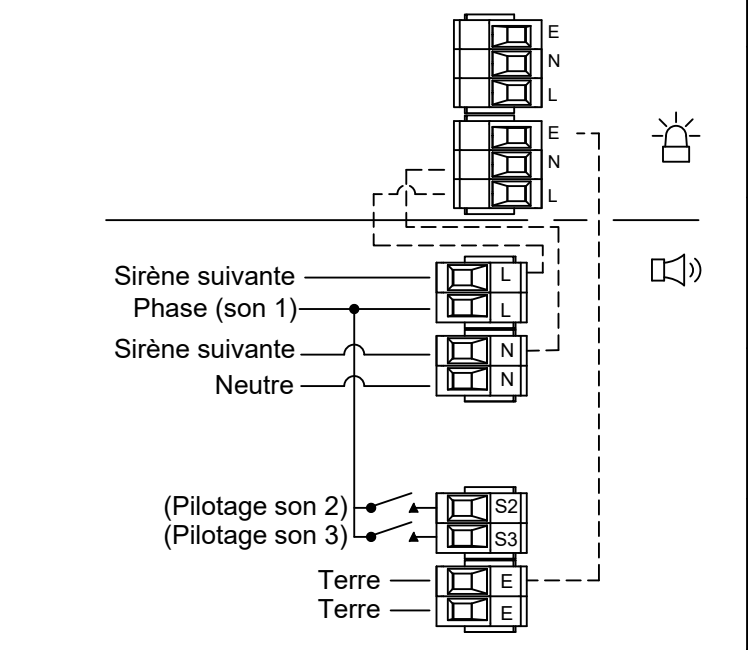 E
N
L
E
N
L
Sirène suivante L
Phase (son 1) L
Sirène suivante N
Neutre N
(Pilotage son 2) S2
(Pilotage son 3) S3
Terre E
Terre E